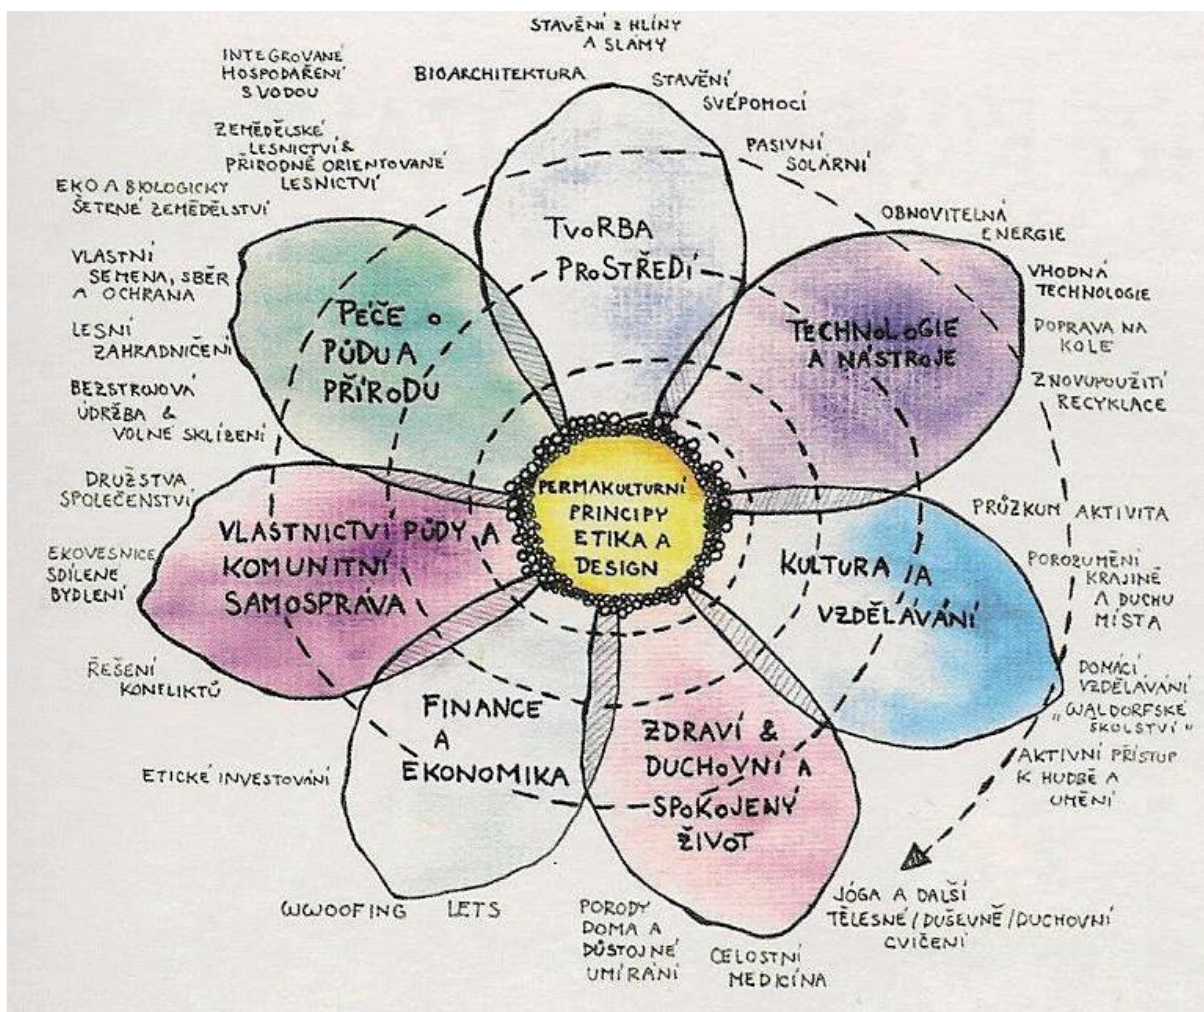 STAVĚNÍ Z HLÍNY
A SLÁMY
BIOARCHITEKTURA
STAVĚNÍ
SVÉPOMOCÍ
PASIVNÍ
SOLÁRNÍ
INTEGROVANÉ
HOSPODAŘENÍ
S VODOU
ZEMĚDĚLSKÉ
LESNICTVÍ &
PŘÍRODNĚ ORIENTOVANÉ
LESNICTVÍ
EKO A BIOLOGICKY
ŠETRNÉ ZEMĚDĚLSTVÍ
VLASTNÍ
SEMENA, SBĚR
A OCHRANA
LESNÍ
ZAHRADNIČENÍ
BEZSTROJOVÁ
ÚDRŽBA &
VOLNÉ SKLÍZENÍ
DRUŽSTVA
SPOLEČENSTVÍ
EKOVESNICE
SDÍLENÉ
BYDLENÍ
ŘEŠENÍ
KONFLIKTŮ
ETICKÉ INVESTOVÁNÍ
WWOOFING
LETS
PORODY
DOMA A
DŮSTOJNÉ
UMÍRÁNÍ
CELOSTNÍ
MEDICÍNA
JÓGA A DALŠÍ
TĚLESNÉ/DUŠEVNĚ/DUCHOVNÍ
CVIČENÍ
AKTIVNÍ PŘÍSTUP
K HUDBĚ A
UMĚNÍ
DOMÁCÍ
VZDĚLÁVÁNÍ
„WALDORFSKÉ
ŠKOLSTVÍ"
POROZUMĚNÍ
KRAJINĚ
A DUCHU
MÍSTA
PRŮZKUM AKTIVITA
ZNOVUPOUŽITÍ
RECYKLACE
DOPRAVA NA
KOLE
VHODNÁ
TECHNOLOGIE
OBNOVITELNÁ
ENERGIE
TVORBA
PROSTŘEDÍ
TECHNOLOGIE
A NÁSTROJE
KULTURA A
VZDĚLÁVÁNÍ
ZDRAVÍ &
DUCHOVNÍ A
SPOKOJENÝ
ŽIVOT
FINANCE
A
EKONOMIKA
VLASTNICTVÍ PŮDY A
KOMUNITNÍ
SAMOSPRÁVA
PÉČE O
PŮDU A
PŘÍRODU
PERMAKULTURNÍ
PRINCIPY
ETIKA A
DESIGN